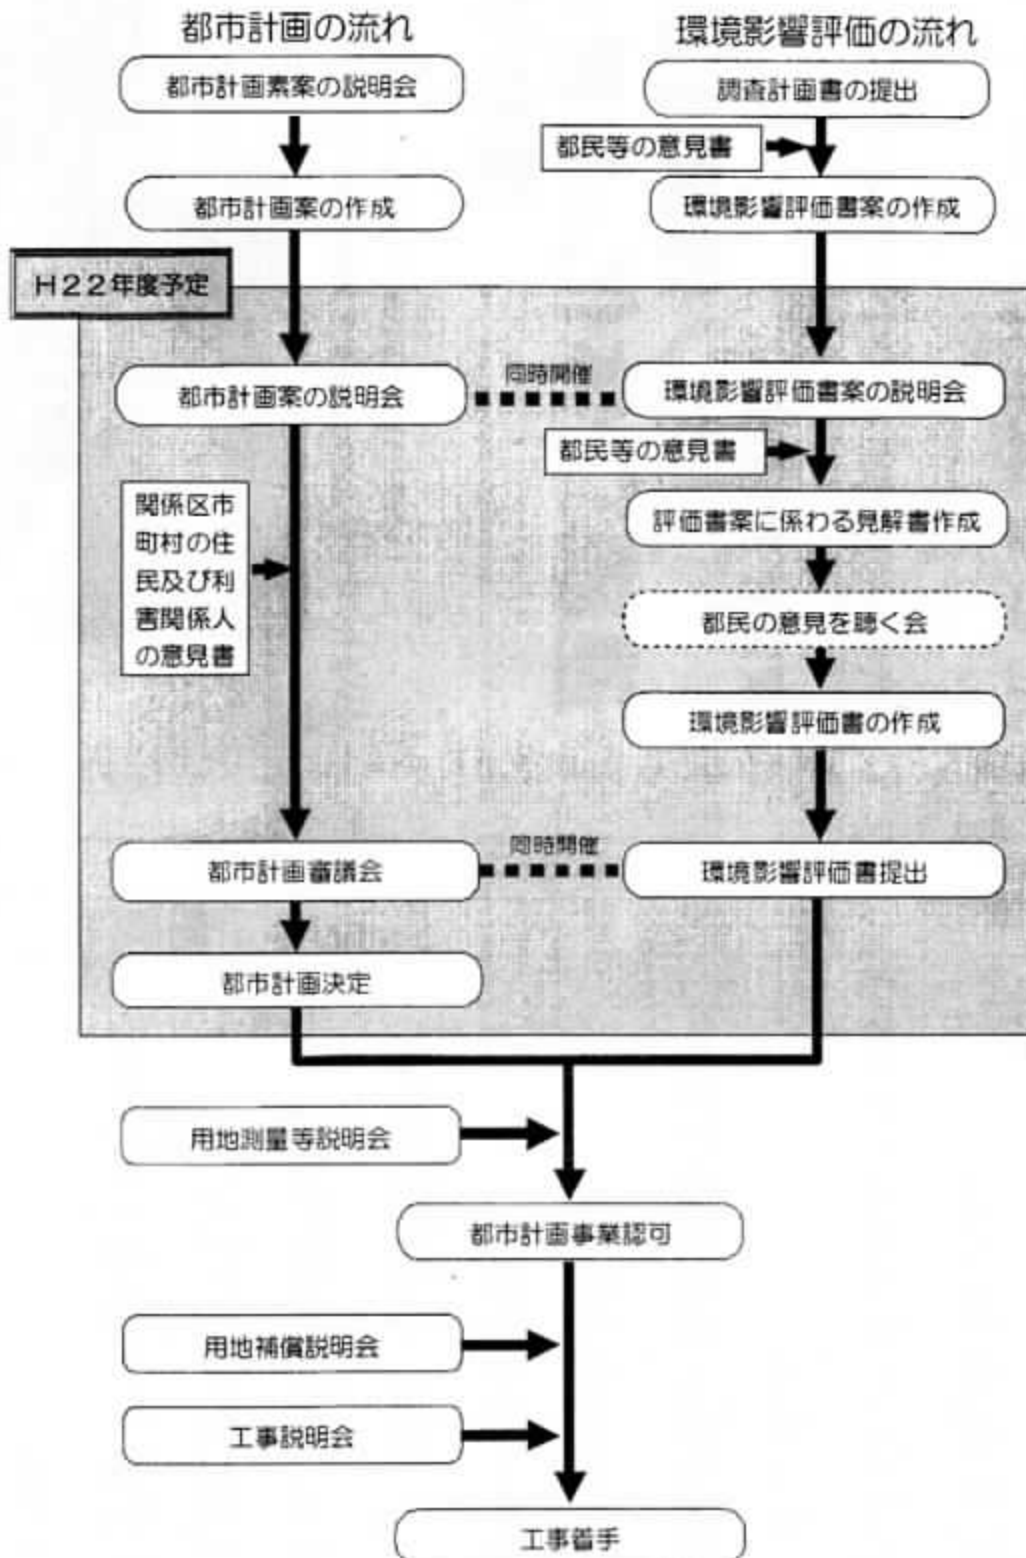 都市計画の流れ
環境影響評価の流れ
都市計画素案の説明会
調査計画書の提出
都民等の意見書
都市計画案の作成
環境影響評価書案の作成
H22年度予定
都市計画案の説明会
同時開催
環境影響評価書案の説明会
都民等の意見書
関係区市
町村の住
民及び利
害関係人
の意見書
評価書案に係わる見解書作成
都民の意見を聴く会
環境影響評価書の作成
都市計画審議会
同時開催
環境影響評価書提出
都市計画決定
用地測量等説明会
都市計画事業認可
用地補償説明会
工事説明会
工事着手